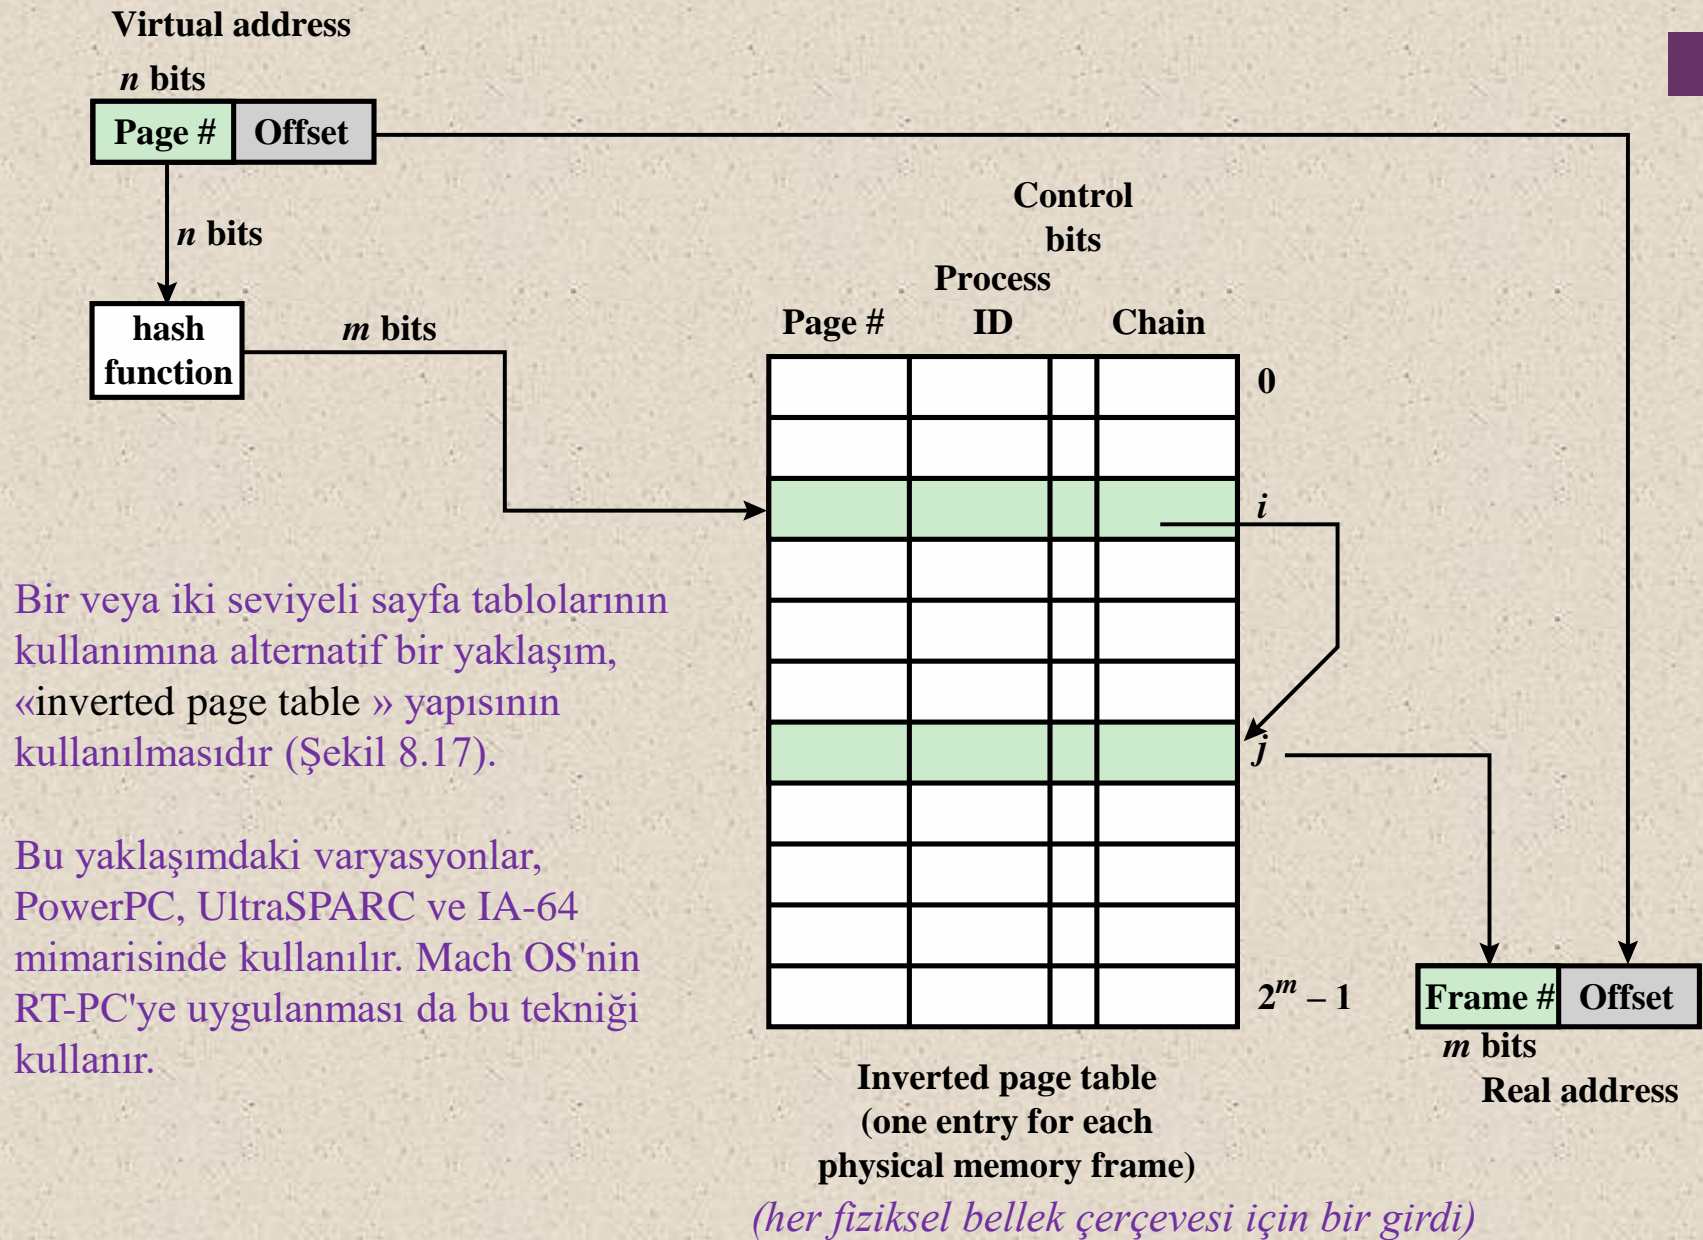 Virtual address
n bits
Page # Offset
n bits
hash
function
m bits
Control
bits
Process
Page # ID Chain
0
i
j
2^m – 1
Frame # Offset
m bits
Real address
Inverted page table
(one entry for each
physical memory frame)
(her fiziksel bellek çerçevesi için bir girdi)
Bir veya iki seviyeli sayfa tablolarının
kullanımına alternatif bir yaklaşım,
«inverted page table » yapısının
kullanılmasıdır (Şekil 8.17).
Bu yaklaşımdaki varyasyonlar,
PowerPC, UltraSPARC ve IA-64
mimarisinde kullanılır. Mach OS'nin
RT-PC'ye uygulanması da bu tekniği
kullanır.